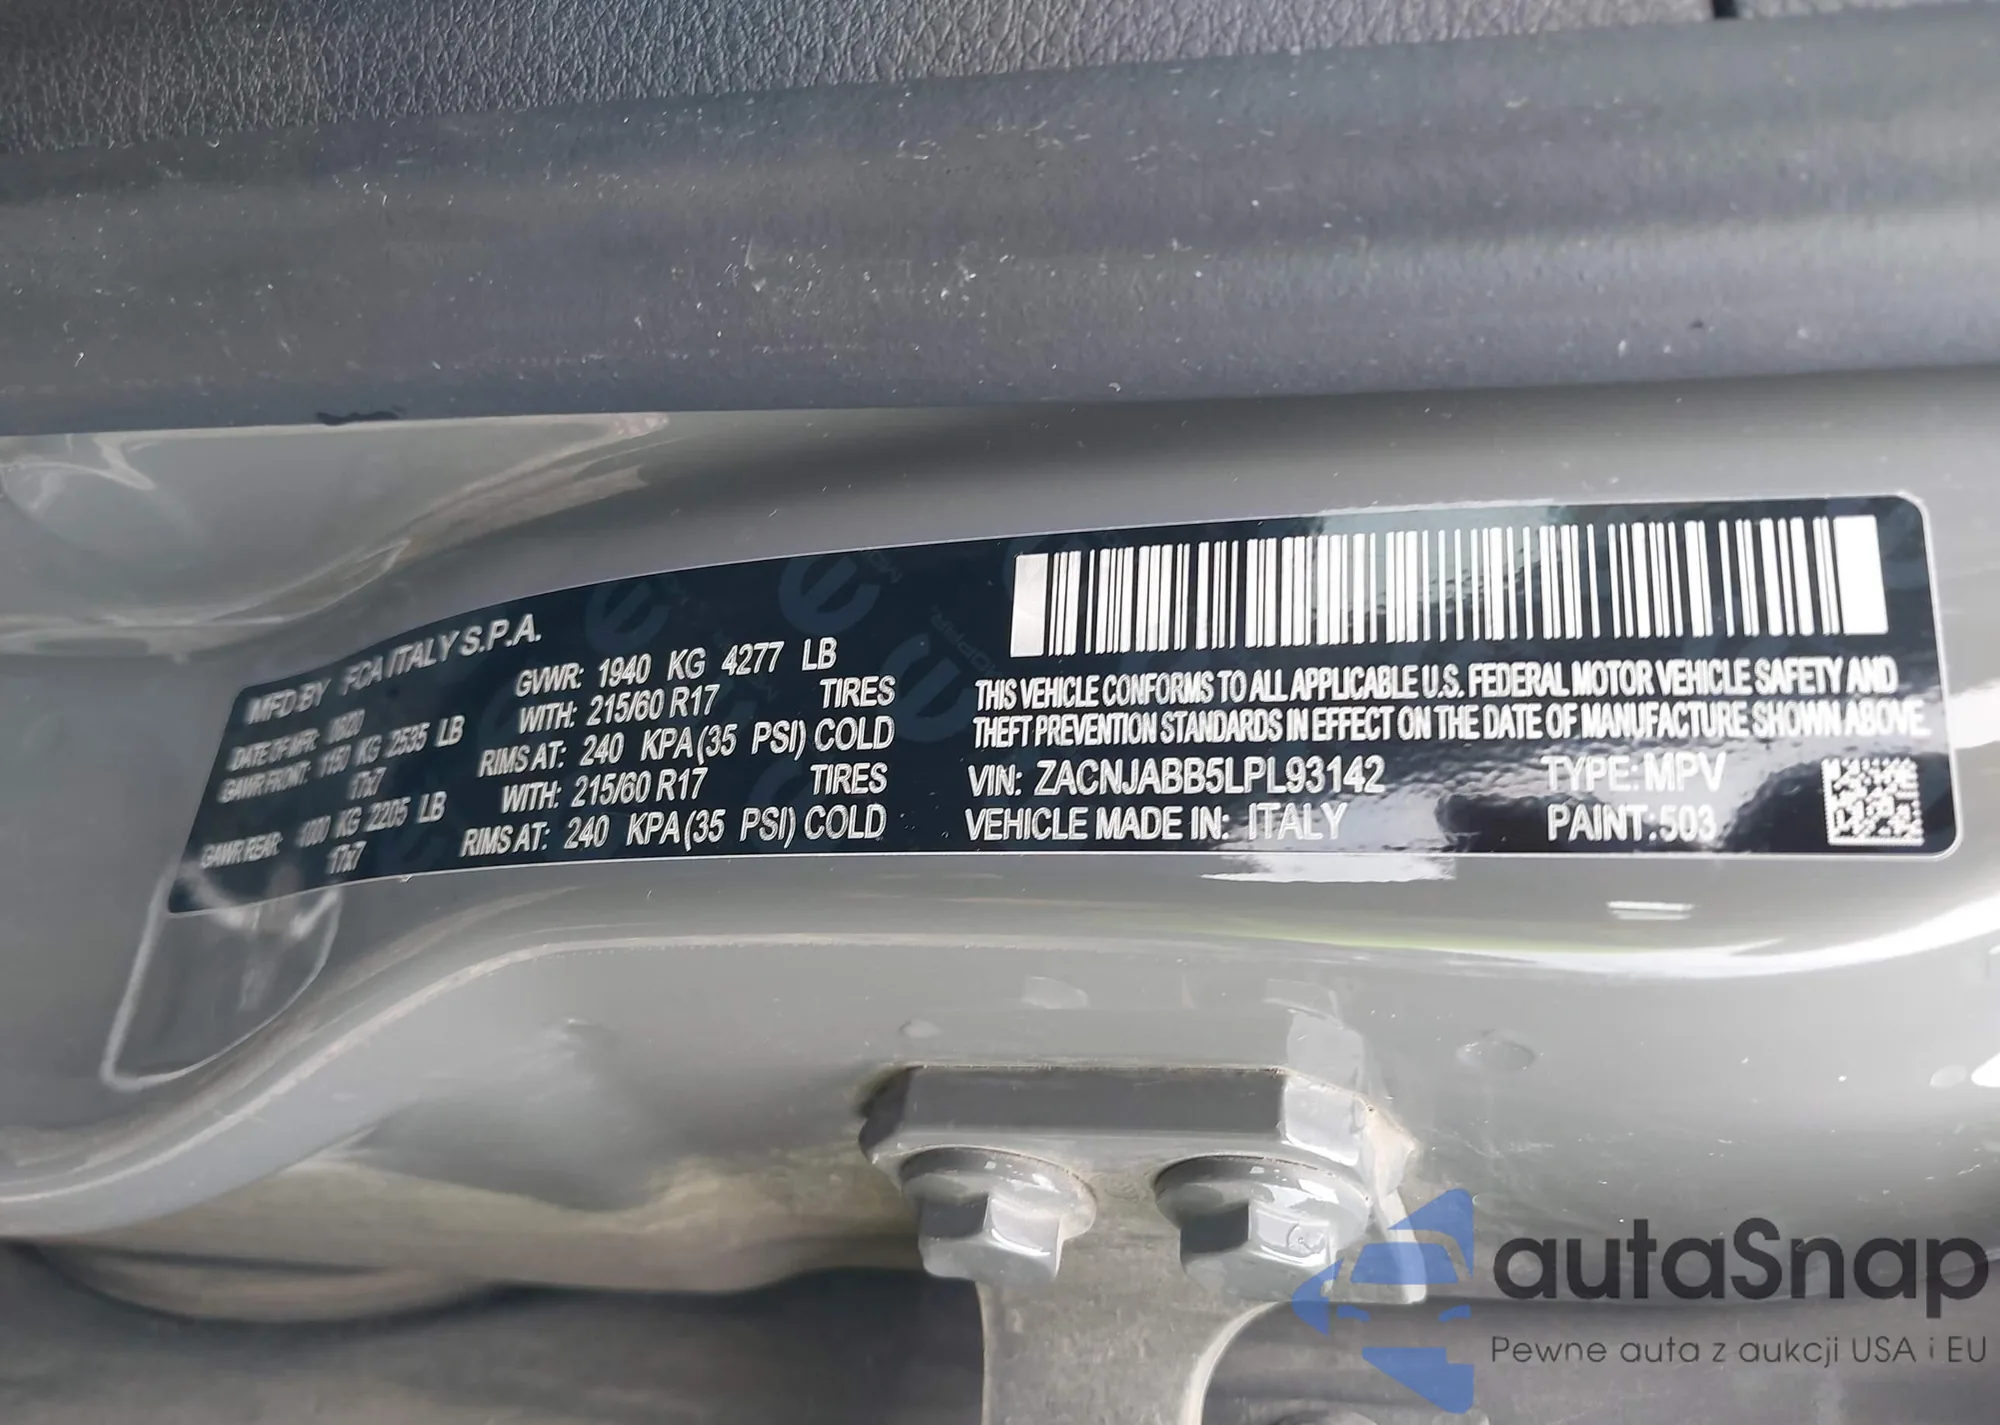 MFD BY FCA ITALY S.P.A.
DATE OF MFR: 0620 GVWR: 1940 KG 4277 LB
GAWR FRONT: 1150 KG 2535 LB WITH: 215/60 R17 TIRES
17x7 RIMS AT: 240 KPA (35 PSI) COLD
GAWR REAR: 1000 KG 2205 LB WITH: 215/60 R17 TIRES
17x7 RIMS AT: 240 KPA (35 PSI) COLD
THIS VEHICLE CONFORMS TO ALL APPLICABLE U.S. FEDERAL MOTOR VEHICLE SAFETY AND
THEFT PREVENTION STANDARDS IN EFFECT ON THE DATE OF MANUFACTURE SHOWN ABOVE
VIN: ZACNJABB5LPL93142 TYPE: MPV
VEHICLE MADE IN: ITALY PAINT: 503
autaSnap
Pewne auta z aukcji USA i EU